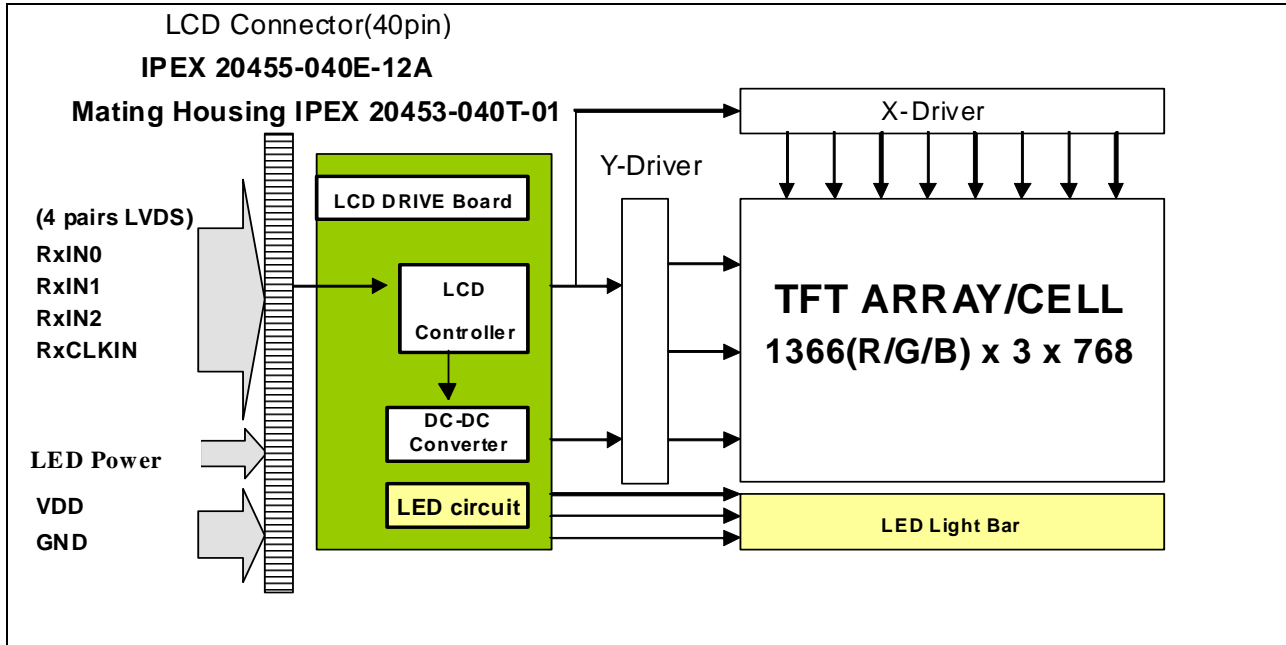 LCD Connector(40pin)
IPEX 20455-040E-12A
Mating Housing IPEX 20453-040T-01
X-Driver
Y-Driver
LCD DRIVE Board
(4 pairs LVDS)
RxIN0
RxIN1
RxIN2
RxCLKIN
LCD
Controller
TFT ARRAY/CELL
1366(R/G/B) x 3 x 768
DC-DC
Converter
LED Power
VDD
GND
LED circuit
LED Light Bar